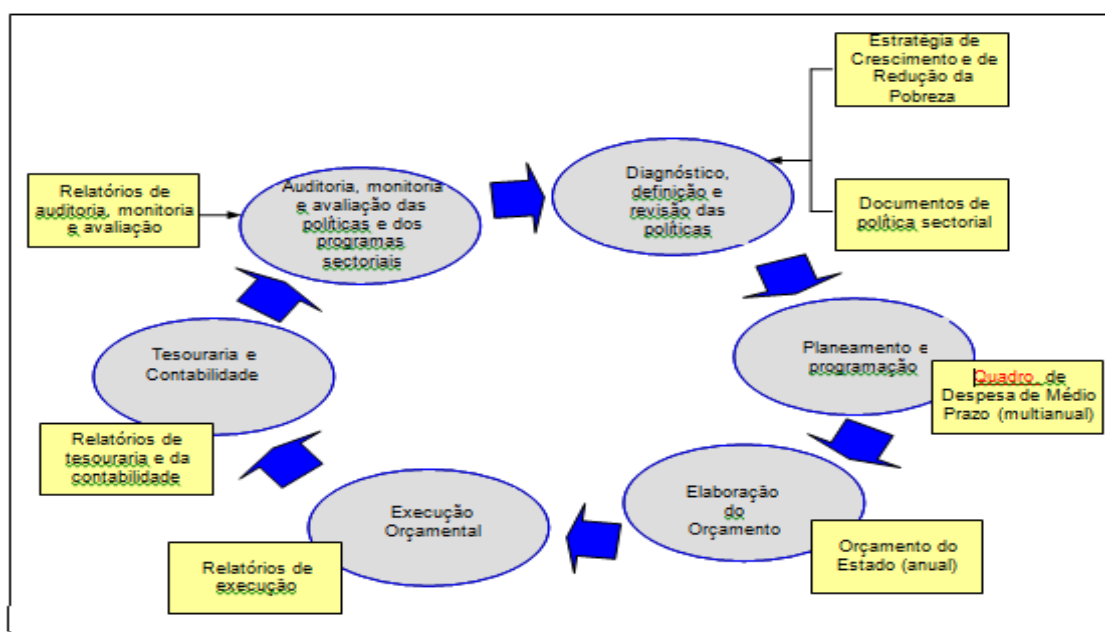 Estratégia de
Crescimento e de
Redução da
Pobreza
Diagnóstico,
definição e
revisão das
políticas
Documentos de
política sectorial
Relatórios de
auditoria, monitoria
e avaliação
Auditoria, monitoria
e avaliação das
políticas e dos
programas
sectoriais
Planeamento e
programação
Quadro de
Despesa de Médio
Prazo (multianual)
Tesouraria e
Contabilidade
Relatórios de
tesouraria e da
contabilidade
Elaboração
do
Orçamento
Orçamento do
Estado (anual)
Execução
Orçamental
Relatórios de
execução